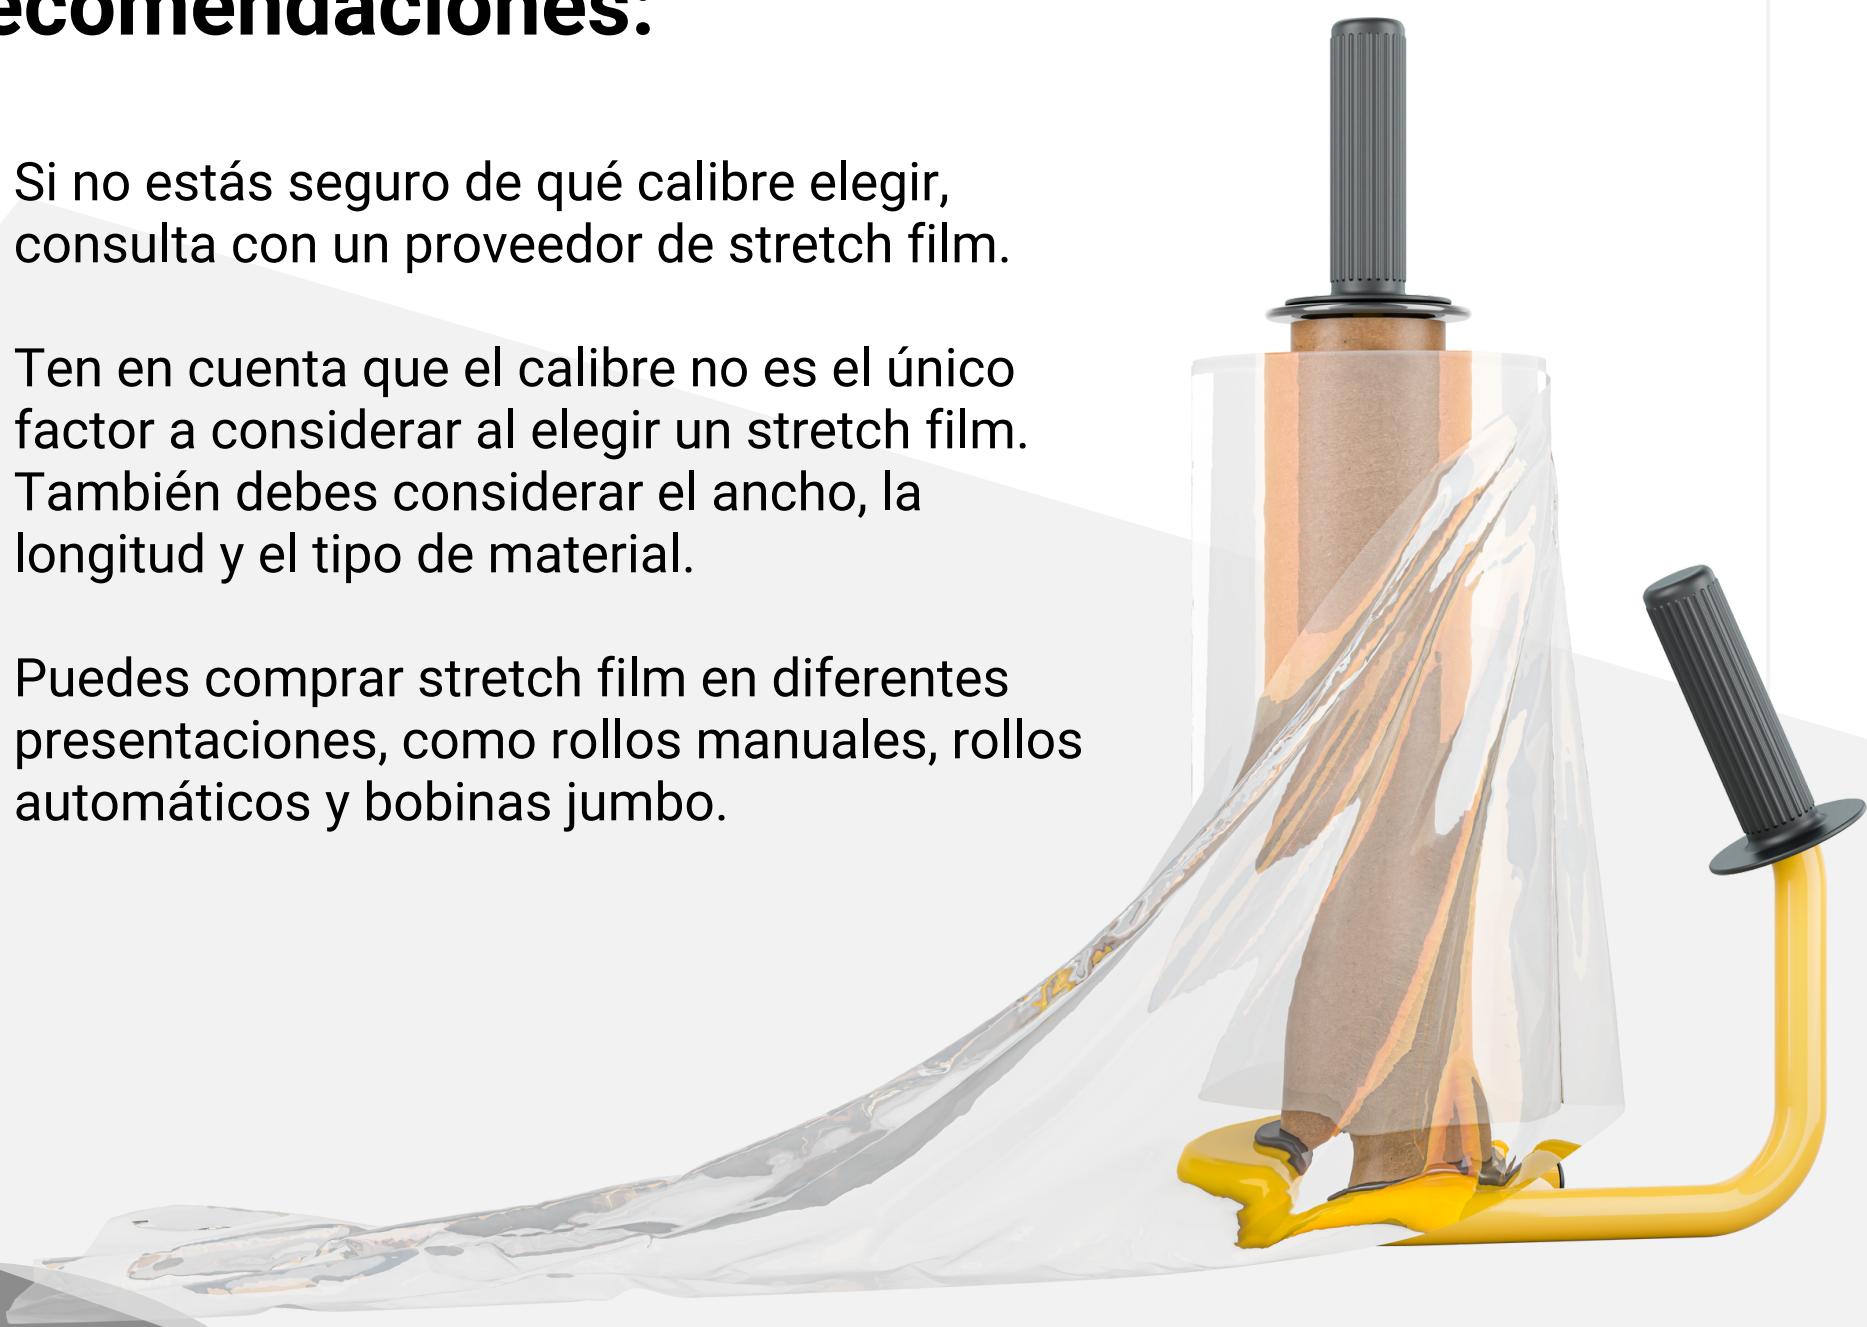 ecomendaciones:
Si no estás seguro de qué calibre elegir,
consulta con un proveedor de stretch film.
Ten en cuenta que el calibre no es el único
factor a considerar al elegir un stretch film.
También debes considerar el ancho, la
longitud y el tipo de material.
Puedes comprar stretch film en diferentes
presentaciones, como rollos manuales, rollos
automáticos y bobinas jumbo.